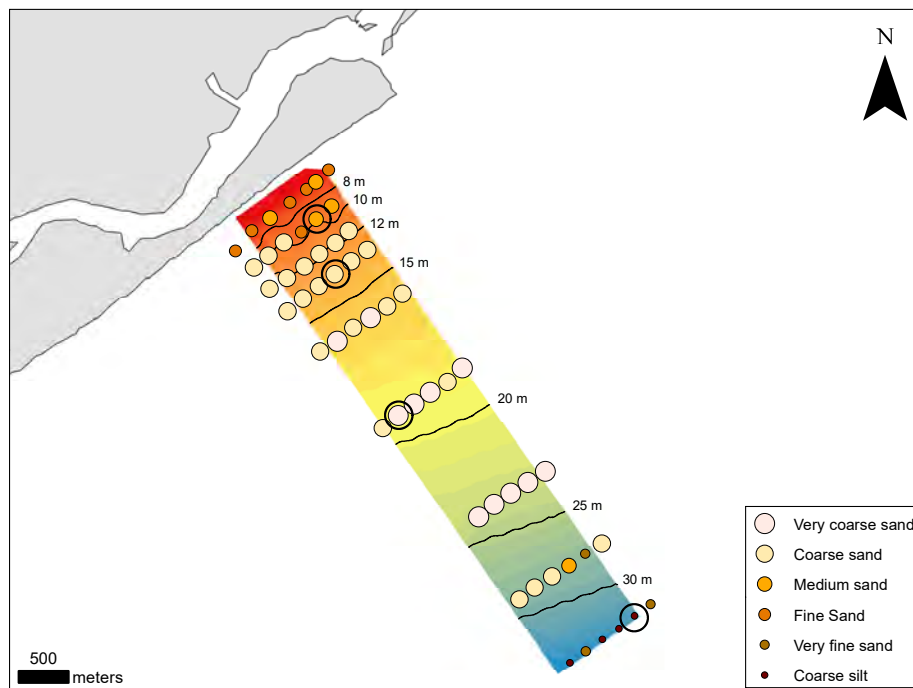 N
8 m
10 m
12 m
15 m
20 m
25 m
30 m
Very coarse sand
Coarse sand
Medium sand
Fine Sand
Very fine sand
Coarse silt
500
meters